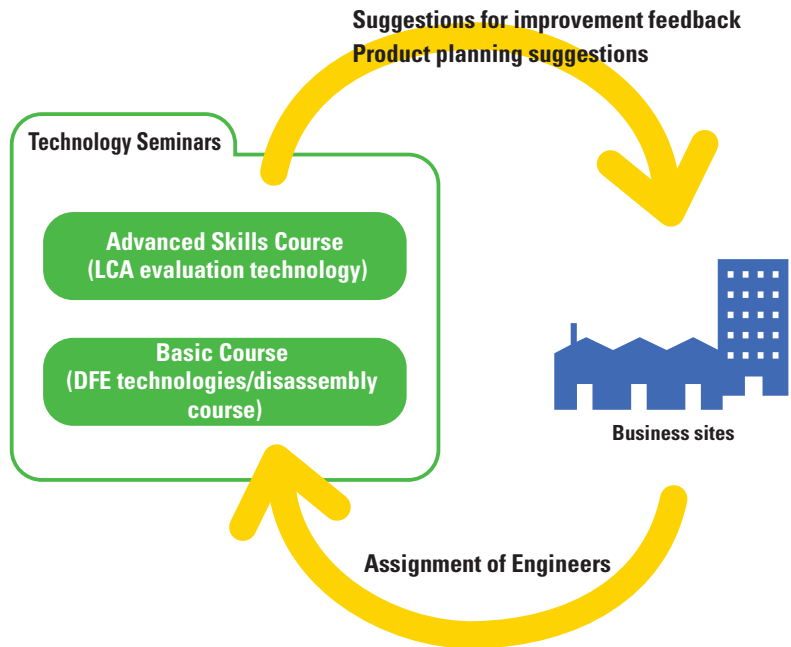 Suggestions for improvement feedback
Product planning suggestions
Technology Seminars
Advanced Skills Course
(LCA evaluation technology)
Basic Course
(DFE technologies/disassembly
course)
Business sites
Assignment of Engineers